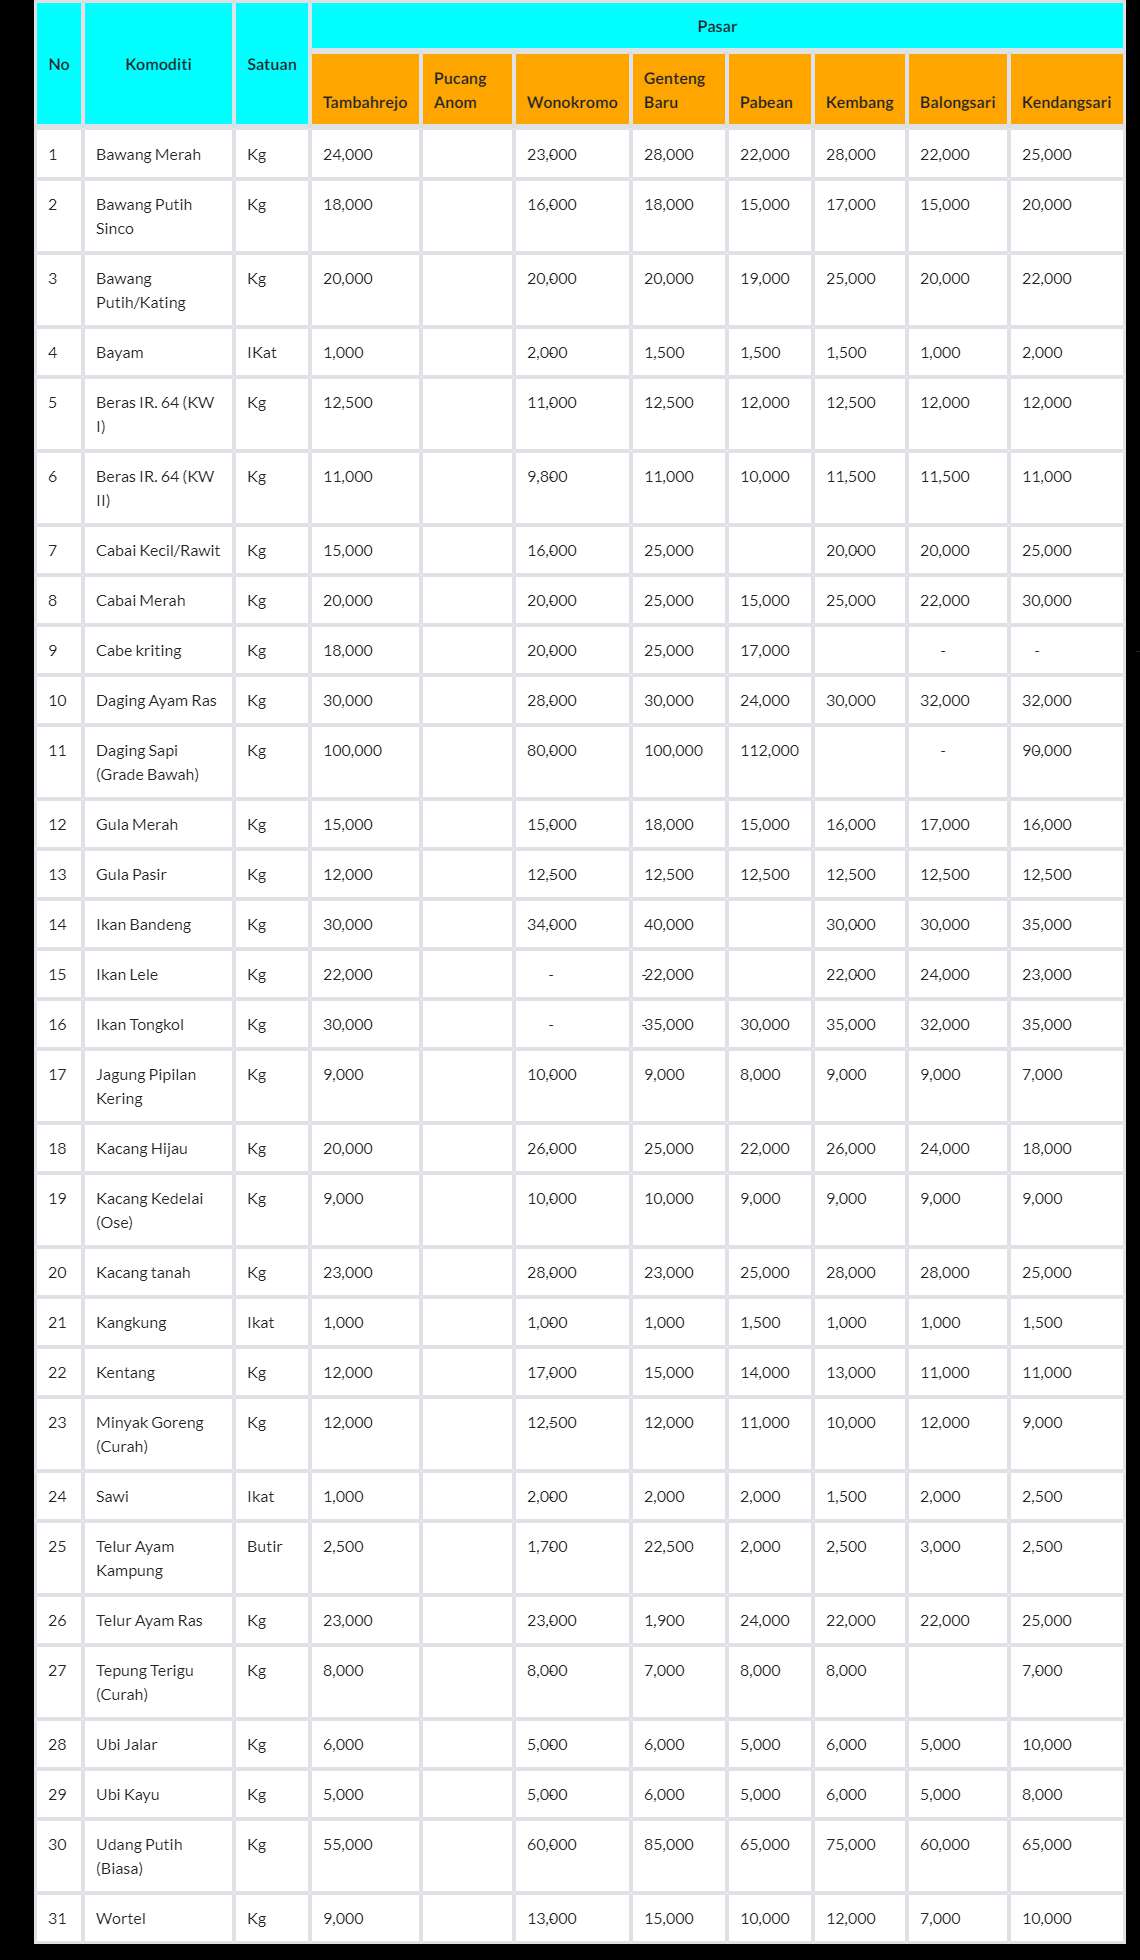 Pasar
No Komoditi Satuan
Pucang Genteng
Tambahrejo Anom Wonokromo Baru Pabean Kembang Balongsari Kendangsari
1 Bawang Merah Kg 24,000 23,000 28,000 22,000 28,000 22,000 25,000
2 Bawang Putih Kg 18,000 16,000 18,000 15,000 17,000 15,000 20,000
Sinco
3 Bawang Kg 20,000 20,000 20,000 19,000 25,000 20,000 22,000
Putih/Kating
4 Bayam IKat 1,000 2,000 1,500 1,500 1,500 1,000 2,000
5 Beras IR. 64 (KW Kg 12,500 11,000 12,500 12,000 12,500 12,000 12,000
I)
6 Beras IR. 64 (KW Kg 11,000 9,800 11,000 10,000 11,500 11,500 11,000
II)
7 Cabai Kecil/Rawit Kg 15,000 16,000 25,000 20,000 20,000 25,000
8 Cabai Merah Kg 20,000 20,000 25,000 15,000 25,000 22,000 30,000
9 Cabe kriting Kg 18,000 20,000 25,000 17,000 - -
10 Daging Ayam Ras Kg 30,000 28,000 30,000 24,000 30,000 32,000 32,000
11 Daging Sapi Kg 100,000 80,000 100,000 112,000 - 90,000
(Grade Bawah)
12 Gula Merah Kg 15,000 15,000 18,000 15,000 16,000 17,000 16,000
13 Gula Pasir Kg 12,000 12,500 12,500 12,500 12,500 12,500 12,500
14 Ikan Bandeng Kg 30,000 34,000 40,000 30,000 30,000 35,000
15 Ikan Lele Kg 22,000 - -22,000 22,000 24,000 23,000
16 Ikan Tongkol Kg 30,000 - -35,000 30,000 35,000 32,000 35,000
17 Jagung Pipilan Kg 9,000 10,000 9,000 8,000 9,000 9,000 7,000
Kering
18 Kacang Hijau Kg 20,000 26,000 25,000 22,000 26,000 24,000 18,000
19 Kacang Kedelai Kg 9,000 10,000 10,000 9,000 9,000 9,000 9,000
(Ose)
20 Kacang tanah Kg 23,000 28,000 23,000 25,000 28,000 28,000 25,000
21 Kangkung Ikat 1,000 1,000 1,000 1,500 1,000 1,000 1,500
22 Kentang Kg 12,000 17,000 15,000 14,000 13,000 11,000 11,000
23 Minyak Goreng Kg 12,000 12,500 12,000 11,000 10,000 12,000 9,000
(Curah)
24 Sawi Ikat 1,000 2,000 2,000 2,000 1,500 2,000 2,500
25 Telur Ayam Butir 2,500 1,700 22,500 2,000 2,500 3,000 2,500
Kampung
26 Telur Ayam Ras Kg 23,000 23,000 1,900 24,000 22,000 22,000 25,000
27 Tepung Terigu Kg 8,000 8,000 7,000 8,000 8,000 7,000
(Curah)
28 Ubi Jalar Kg 6,000 5,000 6,000 5,000 6,000 5,000 10,000
29 Ubi Kayu Kg 5,000 5,000 6,000 5,000 6,000 5,000 8,000
30 Udang Putih Kg 55,000 60,000 85,000 65,000 75,000 60,000 65,000
(Biasa)
31 Wortel Kg 9,000 13,000 15,000 10,000 12,000 7,000 10,000